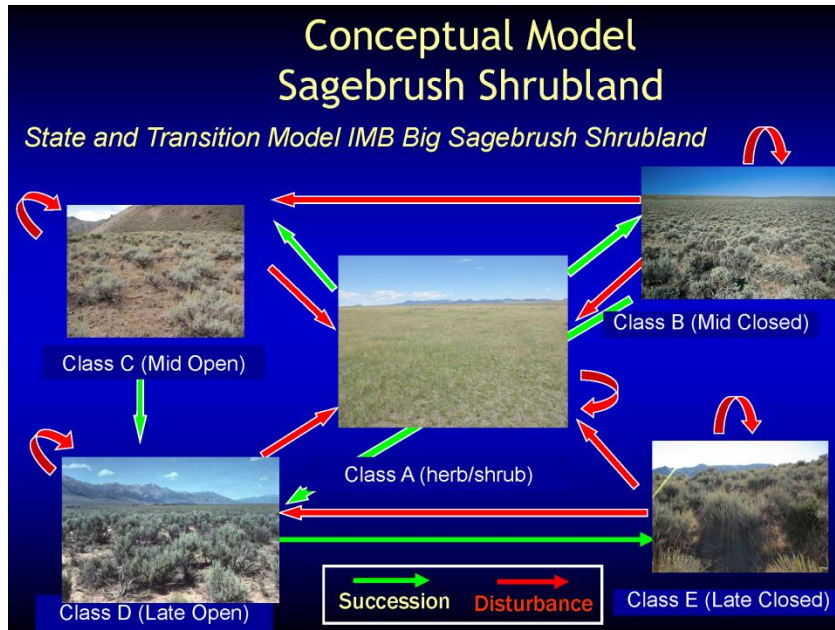 Conceptual Model
Sagebrush Shrubland
State and Transition Model IMB Big Sagebrush Shrubland
Class B (Mid Closed)
Class C (Mid Open)
Class A (herb/shrub)
Class D (Late Open)
Succession
Disturbance
Class E (Late Closed)